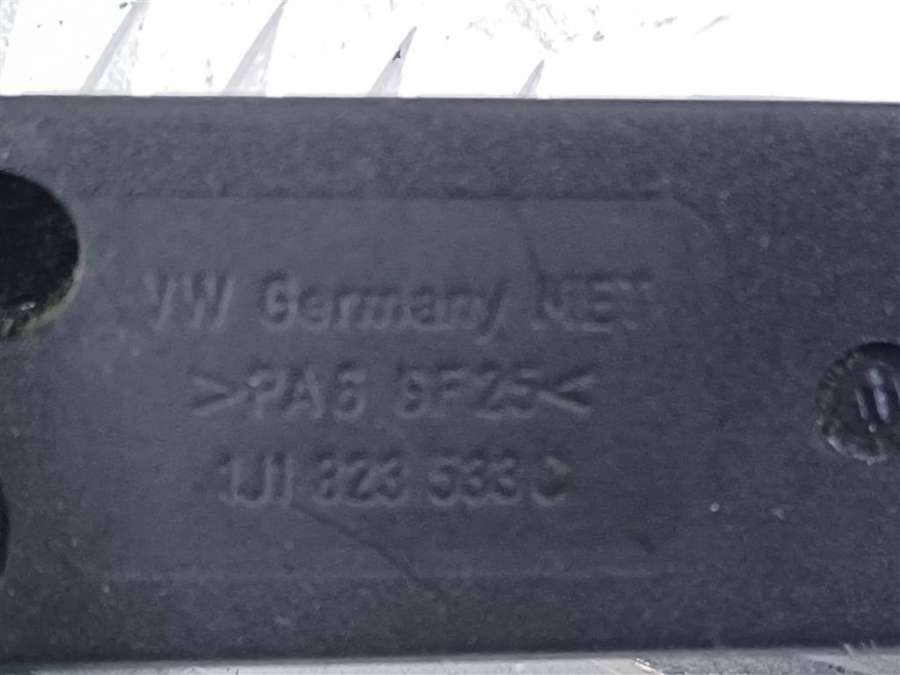 VW Germany
>PA6 GF25<
1J1 823 533 C